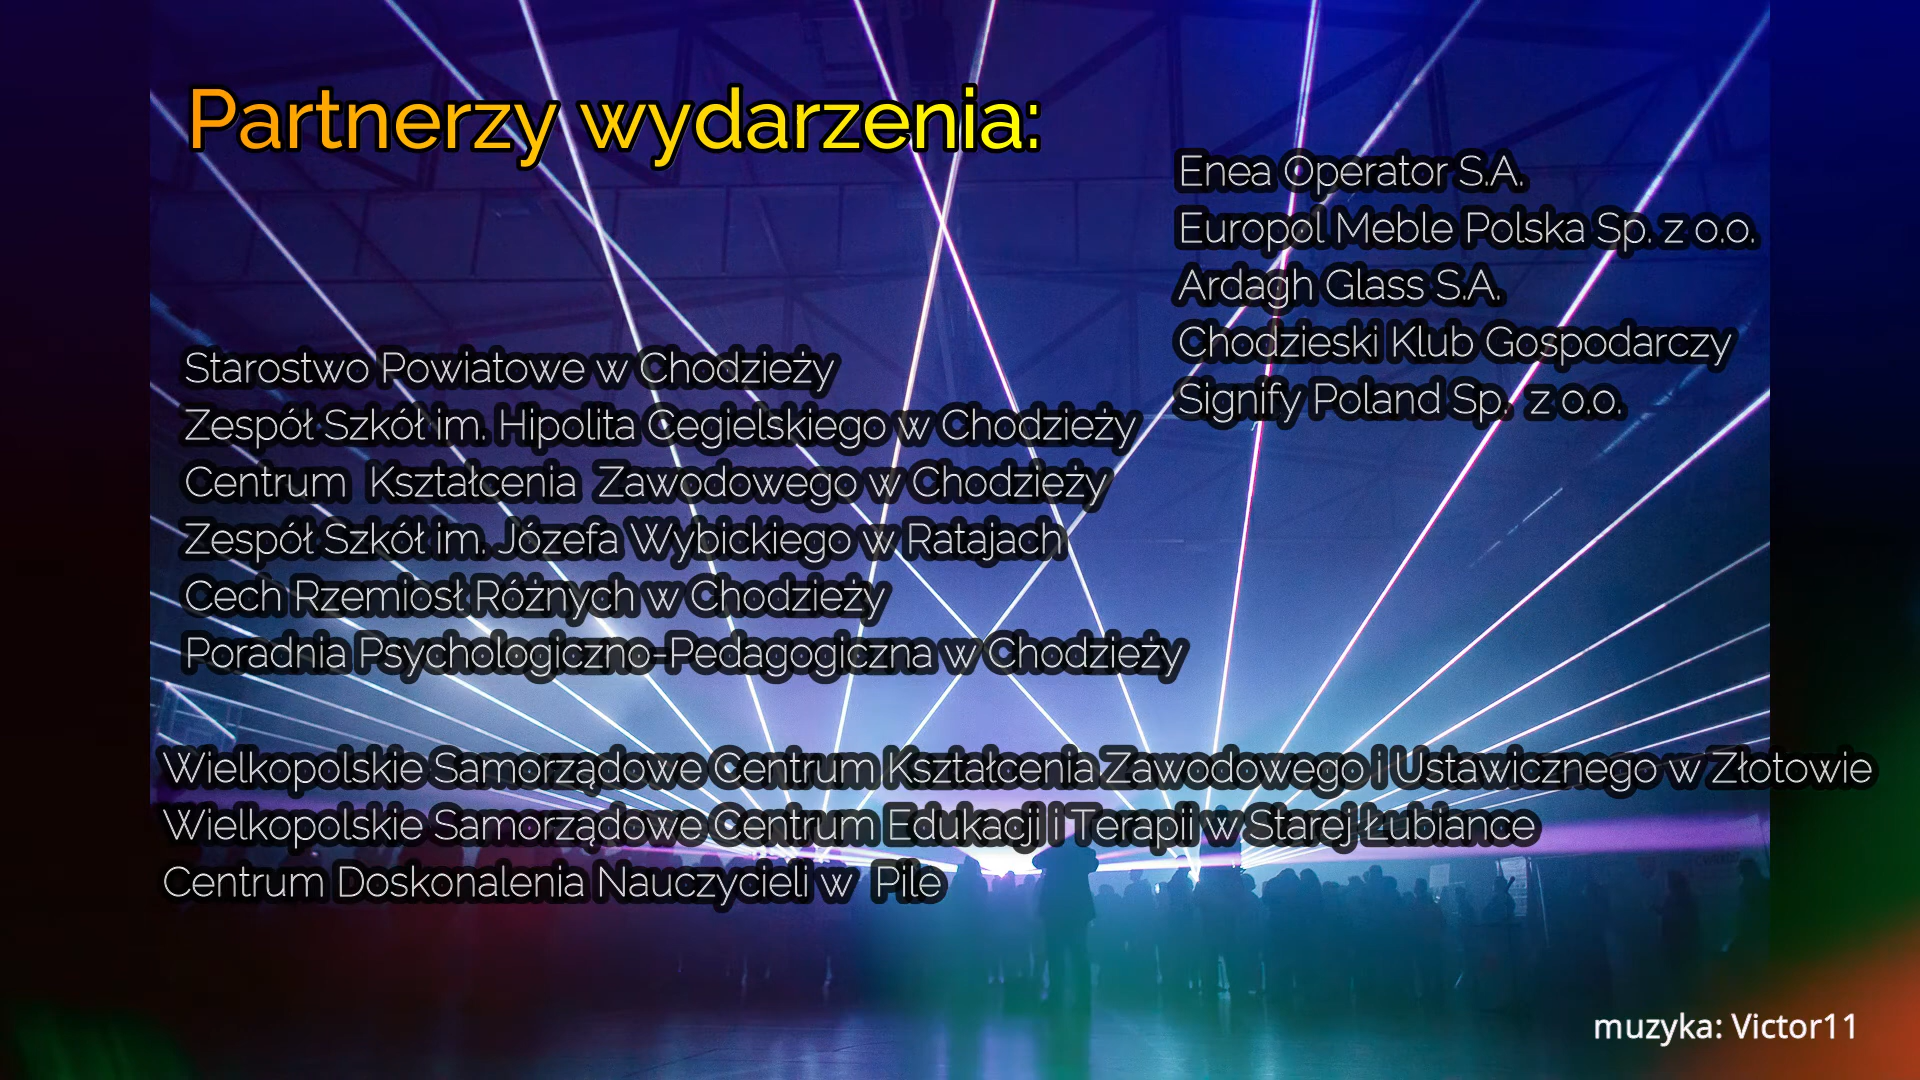 Partnerzy wydarzenia:
Enea Operator S.A.
Europol Meble Polska Sp. z o.o.
Ardagh Glass S.A.
Chodzieski Klub Gospodarczy
Signify Poland Sp.  z o.o.
Starostwo Powiatowe w Chodzieży
Zespół Szkół im. Hipolita Cegielskiego w Chodzieży
Centrum  Kształcenia  Zawodowego w Chodzieży
Zespół Szkół im. Józefa Wybickiego w Ratajach
Cech Rzemiosł Różnych w Chodzieży
Poradnia Psychologiczno-Pedagogiczna w Chodzieży
Wielkopolskie Samorządowe Centrum Kształcenia Zawodowego i Ustawicznego w Złotowie
Wielkopolskie Samorządowe Centrum Edukacji i Terapii w Starej Łubiance
Centrum Doskonalenia Nauczycieli w  Pile
muzyka: Victor11